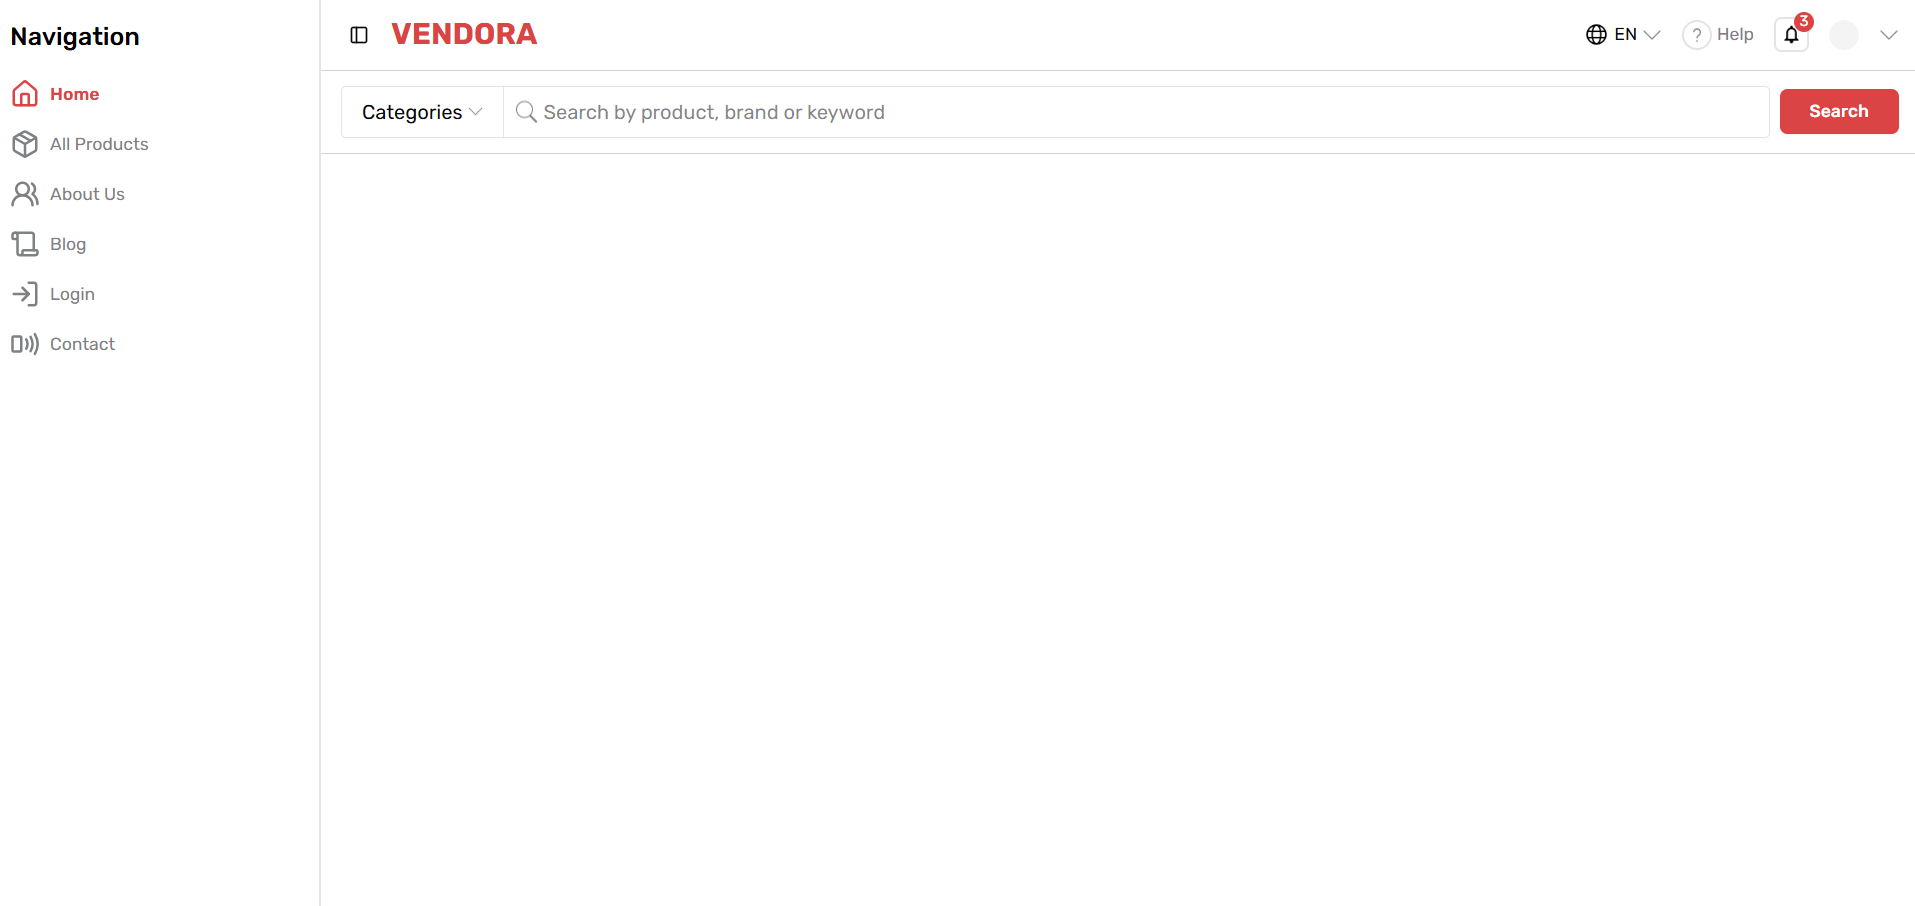 Navigation
Home
All Products
About Us
Blog
Login
Contact
VENDORA
EN
? Help
3
Categories
Search by product, brand or keyword
Search